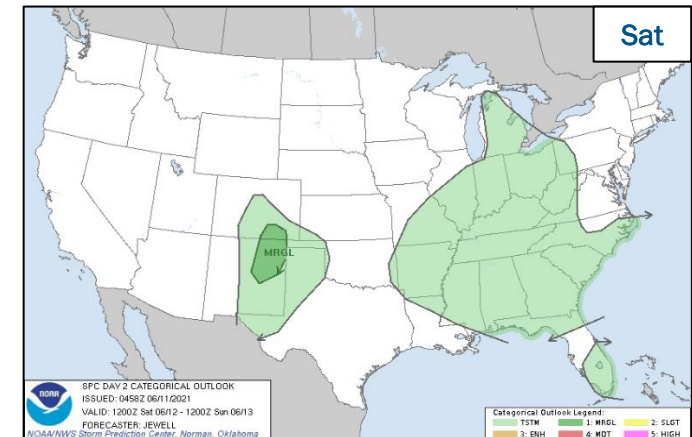 Sat
MRGL
SPC DAY 2 CATEGORICAL OUTLOOK
ISSUED: 0458Z 06/11/2021
VALID: 1200Z Sat 06/12 - 1200Z Sun 06/13
FORECASTER: JEWELL
NOAA/NWS Storm Prediction Center, Norman, Oklahoma
NOAA
Categorical Outlook Legend:
TSTM 1: MRGL 2: SLGT
3: ENH 4: MDT 5: HIGH